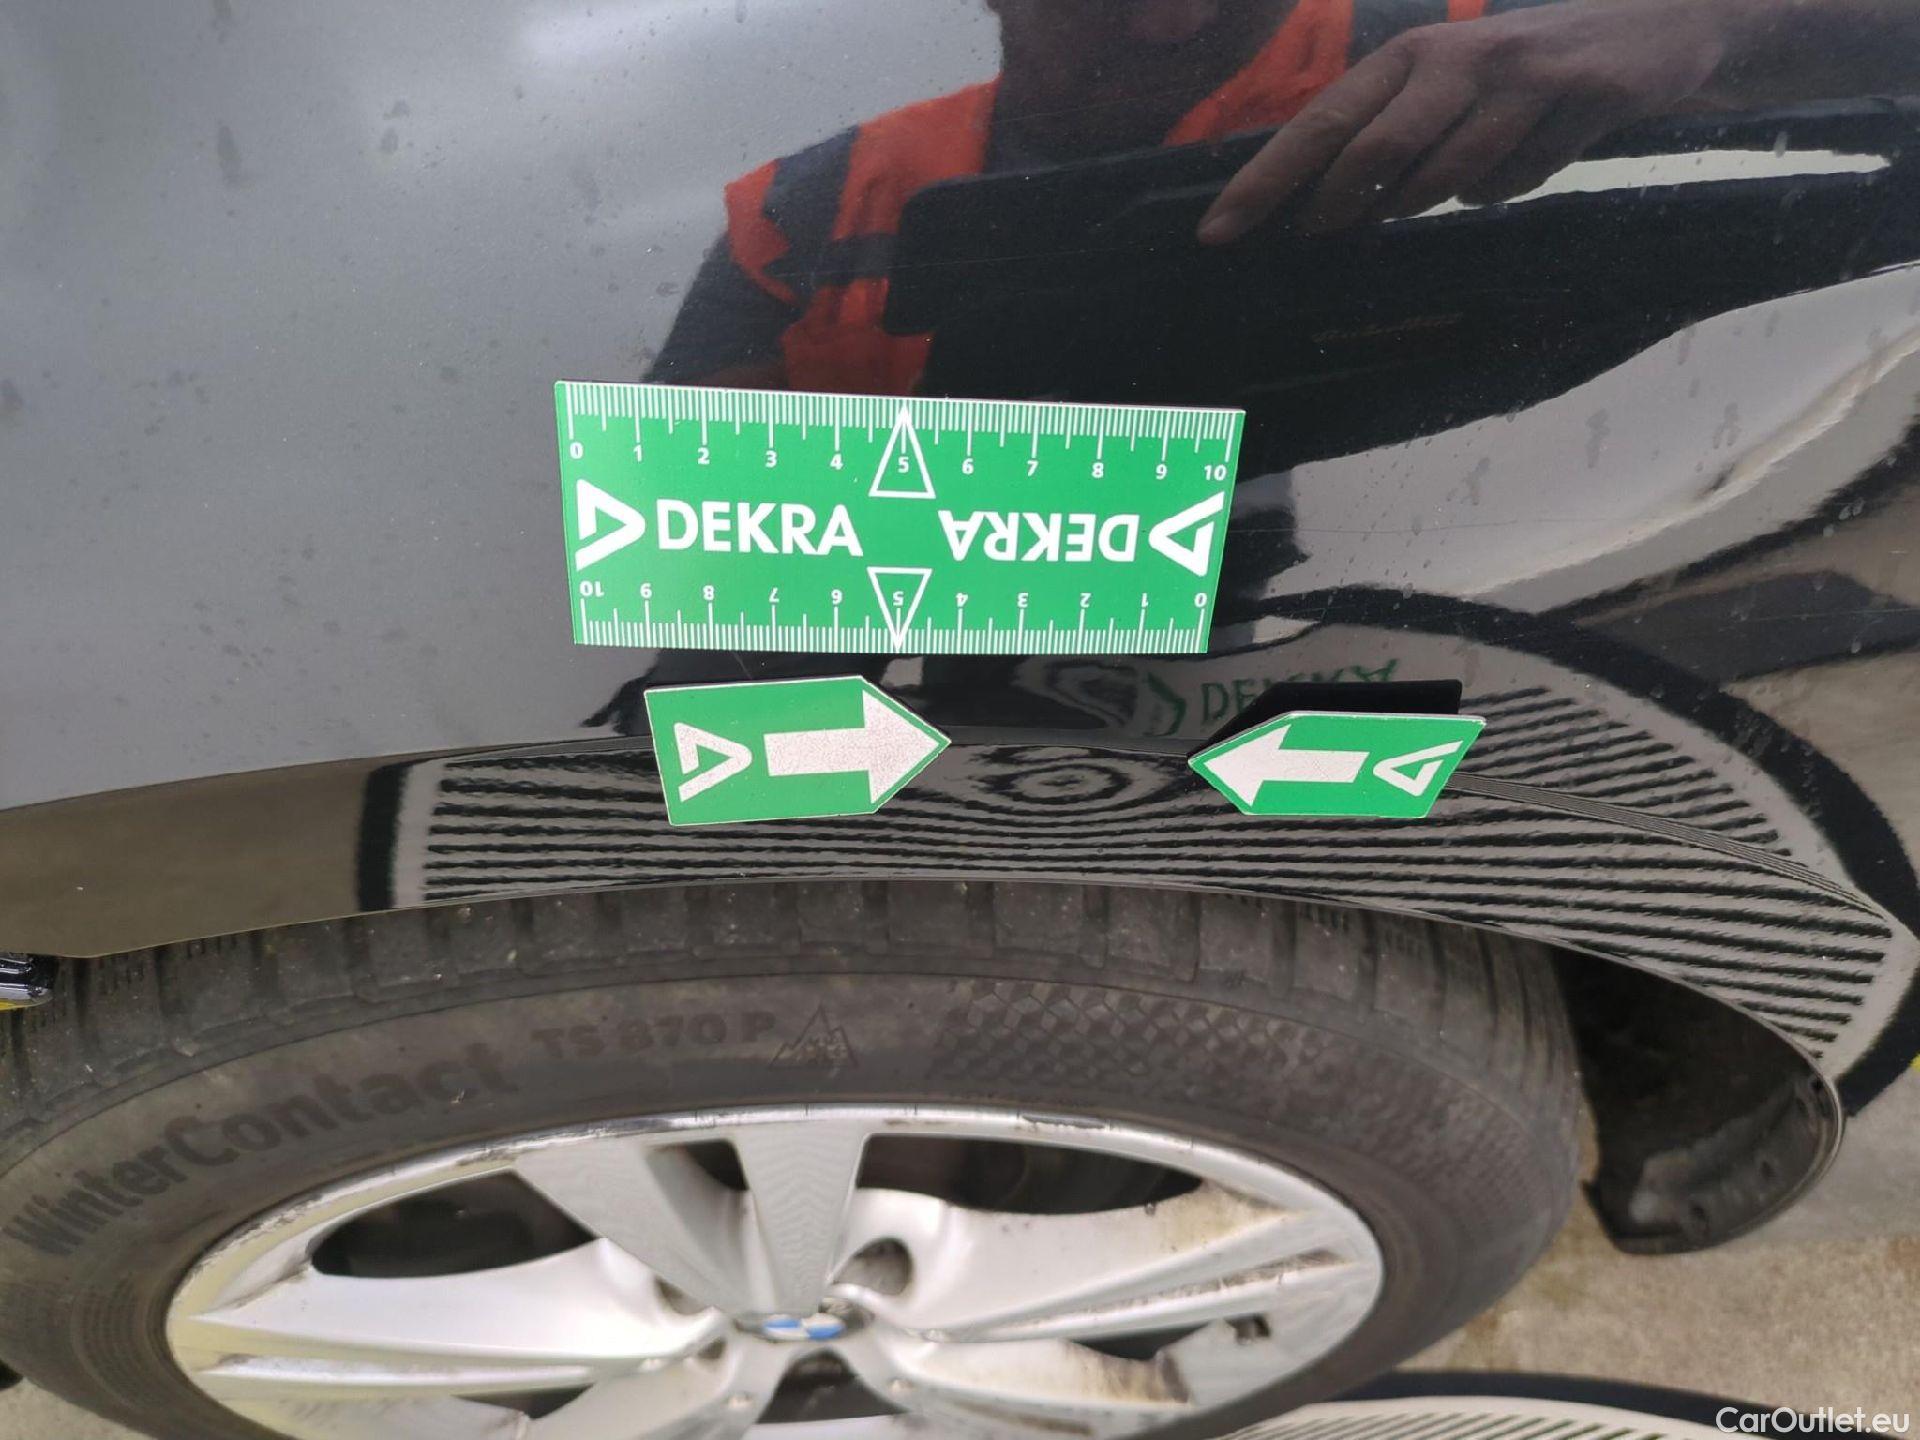 0 1 2 3 4 5 6 7 8 9 10
DEKRA DEKRA
10 9 8 7 6 5 4 3 2 1 0
DEKRA
WinterContact TS 870 P
CarOutlet.eu